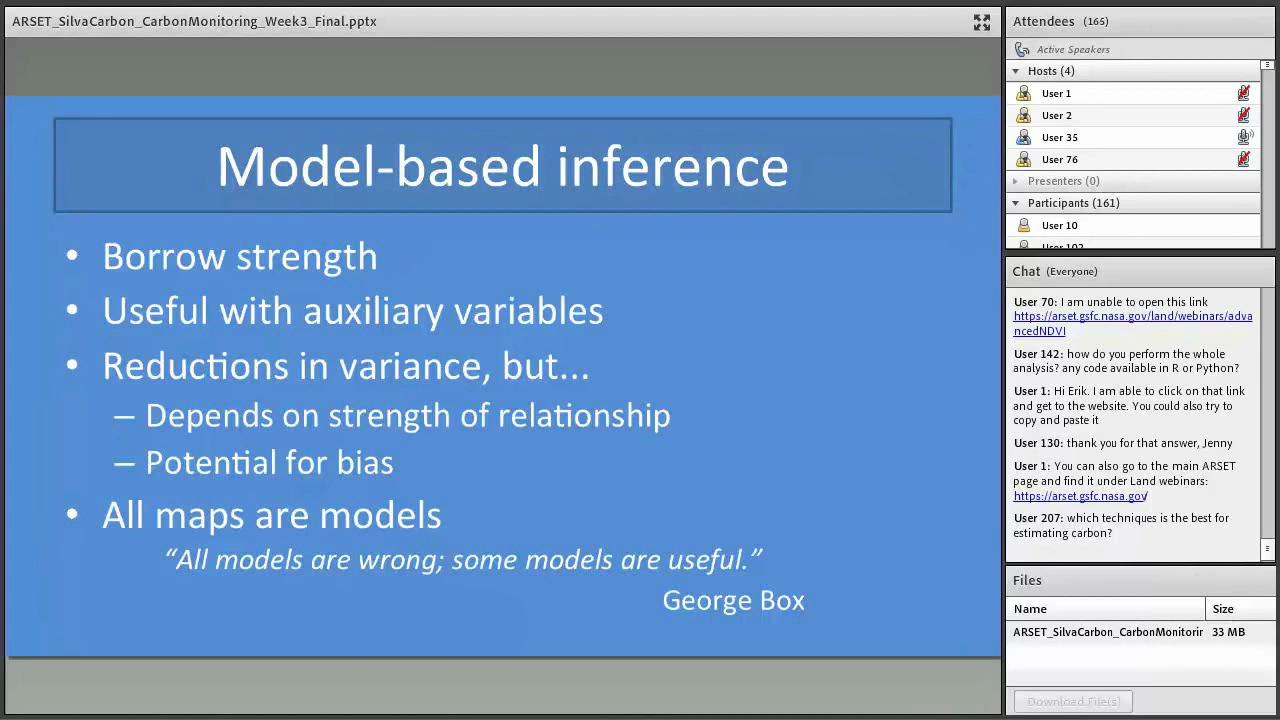 ARSET_SilvaCarbon_CarbonMonitoring_Week3_Final.pptx
Model-based inference
• Borrow strength
• Useful with auxiliary variables
• Reductions in variance, but...
– Depends on strength of relationship
– Potential for bias
• All maps are models
“All models are wrong; some models are useful.”
George Box
Attendees (165)
Active Speakers
Hosts (4)
User 1
User 2
User 35
User 76
Presenters (0)
Participants (161)
User 10
User 102
Chat (Everyone)
User 70: I am unable to open this link
https://arset.gsfc.nasa.gov/land/webinars/adva
ncedNDVI
User 142: how do you perform the whole
analysis? any code available in R or Python?
User 1: Hi Erik. I am able to click on that link
and get to the website. You could also try to
copy and paste it
User 130: thank you for that answer, Jenny
User 1: You can also go to the main ARSET
page and find it under Land webinars:
https://arset.gsfc.nasa.gov/
User 207: which techniques is the best for
estimating carbon?
Files
Name Size
ARSET_SilvaCarbon_CarbonMonitorin 33 MB
Download File(s)